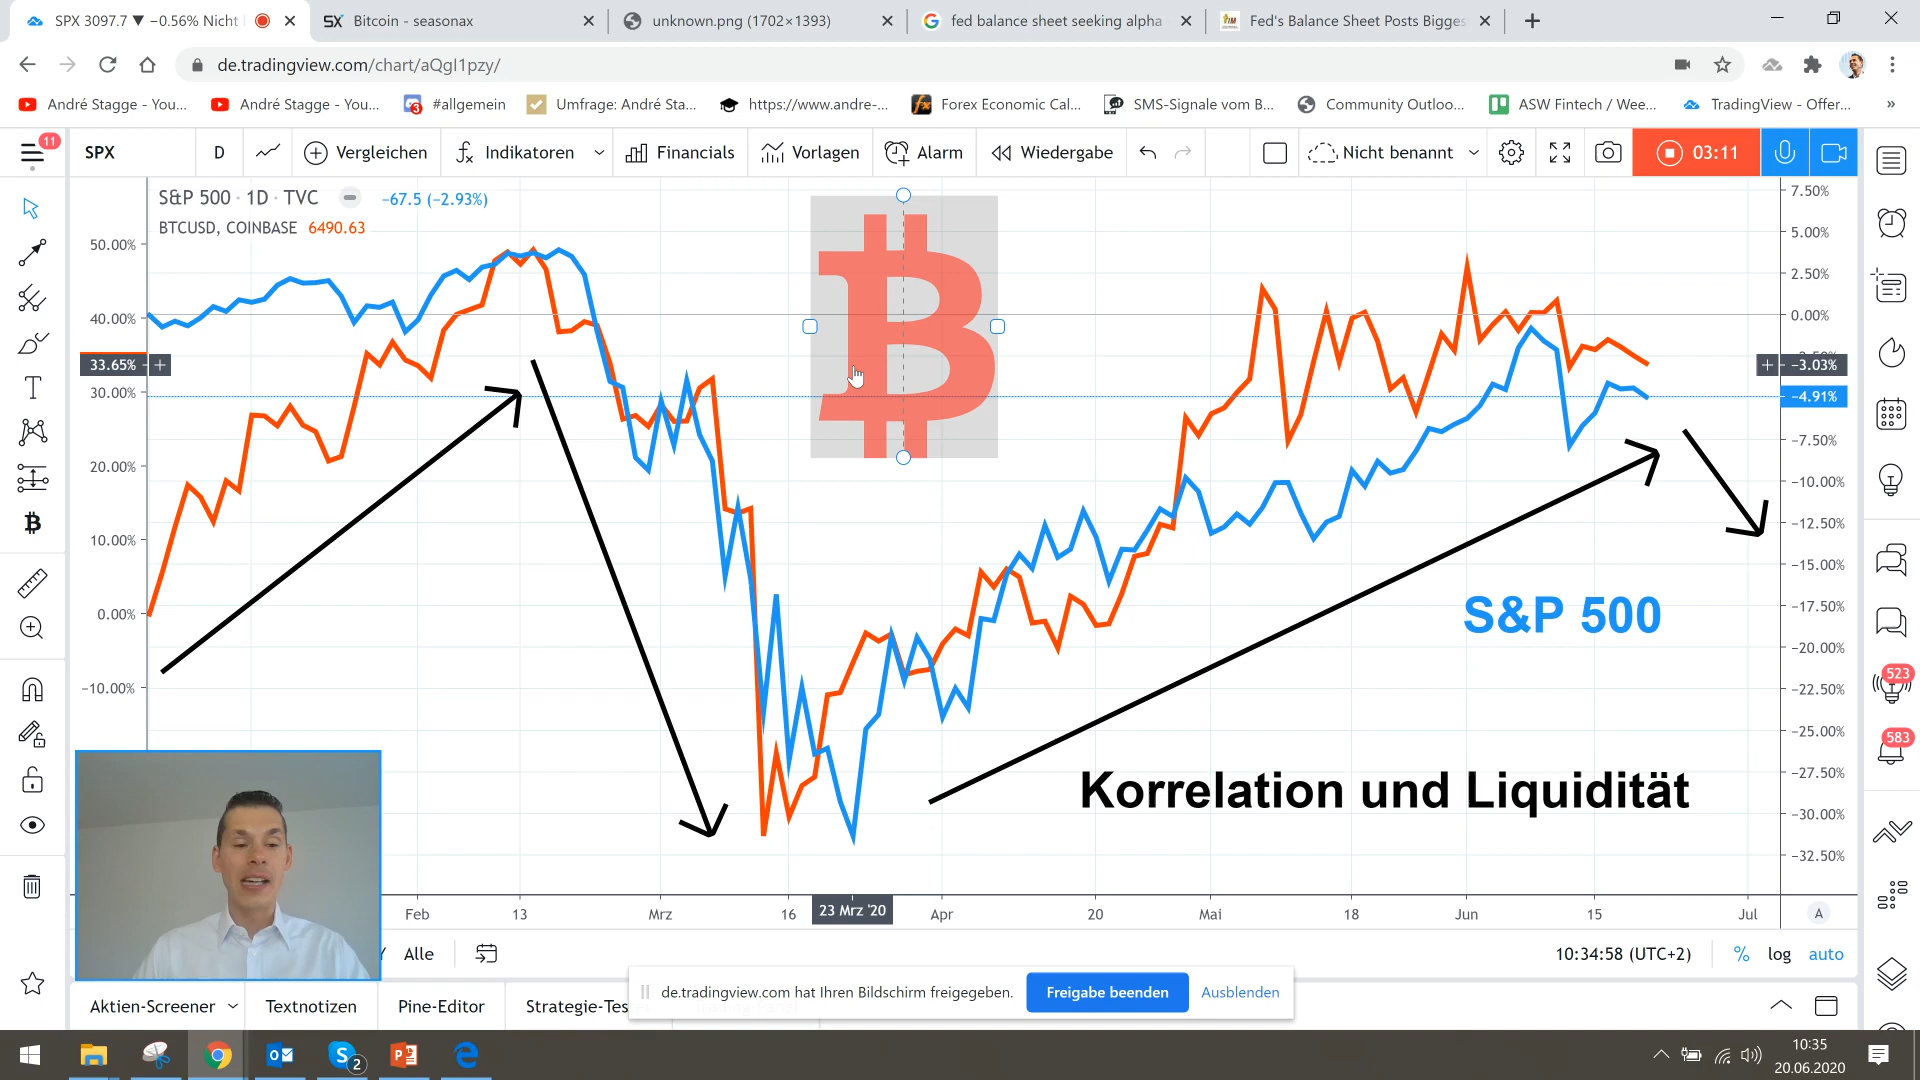 SPX 3097.7 ▼ −0.56% Nicht
Bitcoin - seasonax
unknown.png (1702×1393)
fed balance sheet seeking alpha
Fed's Balance Sheet Posts Bigges
de.tradingview.com/chart/aQgI1pzy/
André Stagge - You...
André Stagge - You...
#allgemein
Umfrage: André Sta...
https://www.andre-...
Forex Economic Cal...
SMS-Signale vom B...
Community Outloo...
ASW Fintech / Wee...
TradingView - Offer...
»
11
SPX
D
Vergleichen
Indikatoren
Financials
Vorlagen
Alarm
Wiedergabe
Nicht benannt
03:11
S&P 500 · 1D · TVC
−67.5 (−2.93%)
BTCUSD, COINBASE 6490.63
50.00%
40.00%
33.65%
30.00%
20.00%
10.00%
0.00%
−10.00%
7.50%
5.00%
2.50%
0.00%
−3.03%
−4.91%
−7.50%
−10.00%
−12.50%
−15.00%
−17.50%
−20.00%
−22.50%
−25.00%
−27.50%
−30.00%
−32.50%
S&P 500
Korrelation und Liquidität
523
583
Feb
13
Mrz
16
23 Mrz '20
Apr
20
Mai
18
Jun
15
Jul
A
Alle
10:34:58 (UTC+2)
%
log
auto
Aktien-Screener
Textnotizen
Pine-Editor
Strategie-Tes
de.tradingview.com hat Ihren Bildschirm freigegeben.
Freigabe beenden
Ausblenden
2
10:35
20.06.2020